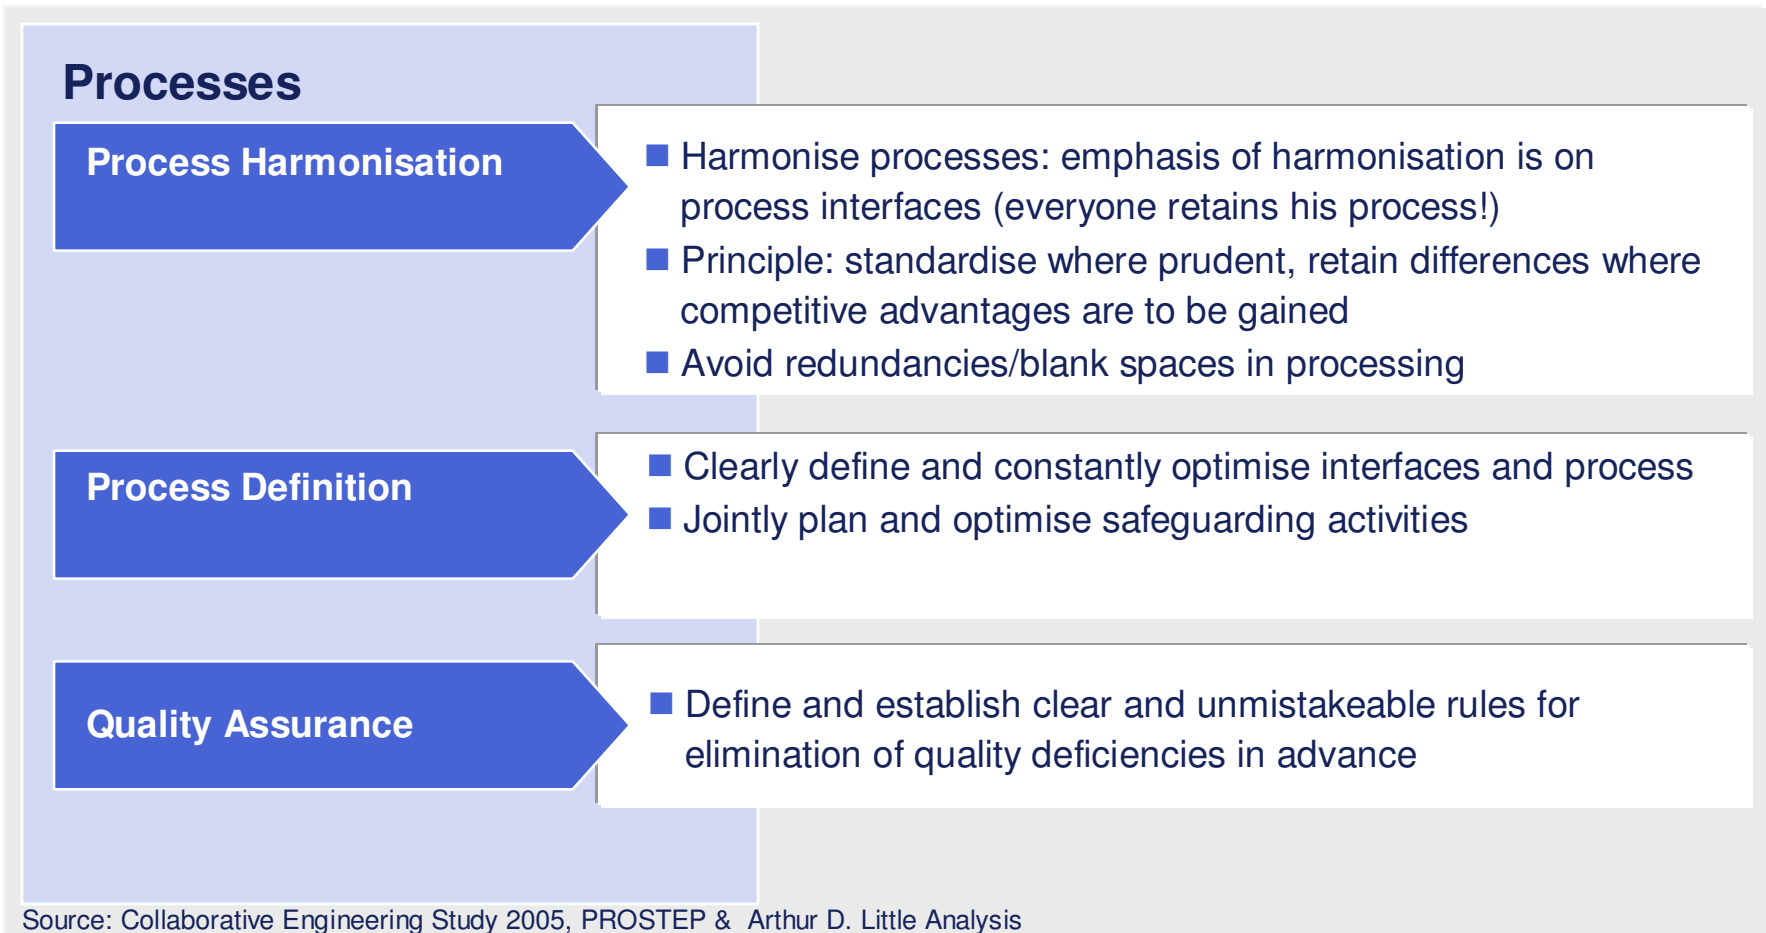 Processes
Process Harmonisation
■ Harmonise processes: emphasis of harmonisation is on
process interfaces (everyone retains his process!)
■ Principle: standardise where prudent, retain differences where
competitive advantages are to be gained
■ Avoid redundancies/blank spaces in processing
Process Definition
■ Clearly define and constantly optimise interfaces and process
■ Jointly plan and optimise safeguarding activities
Quality Assurance
■ Define and establish clear and unmistakeable rules for
elimination of quality deficiencies in advance
Source: Collaborative Engineering Study 2005, PROSTEP & Arthur D. Little Analysis